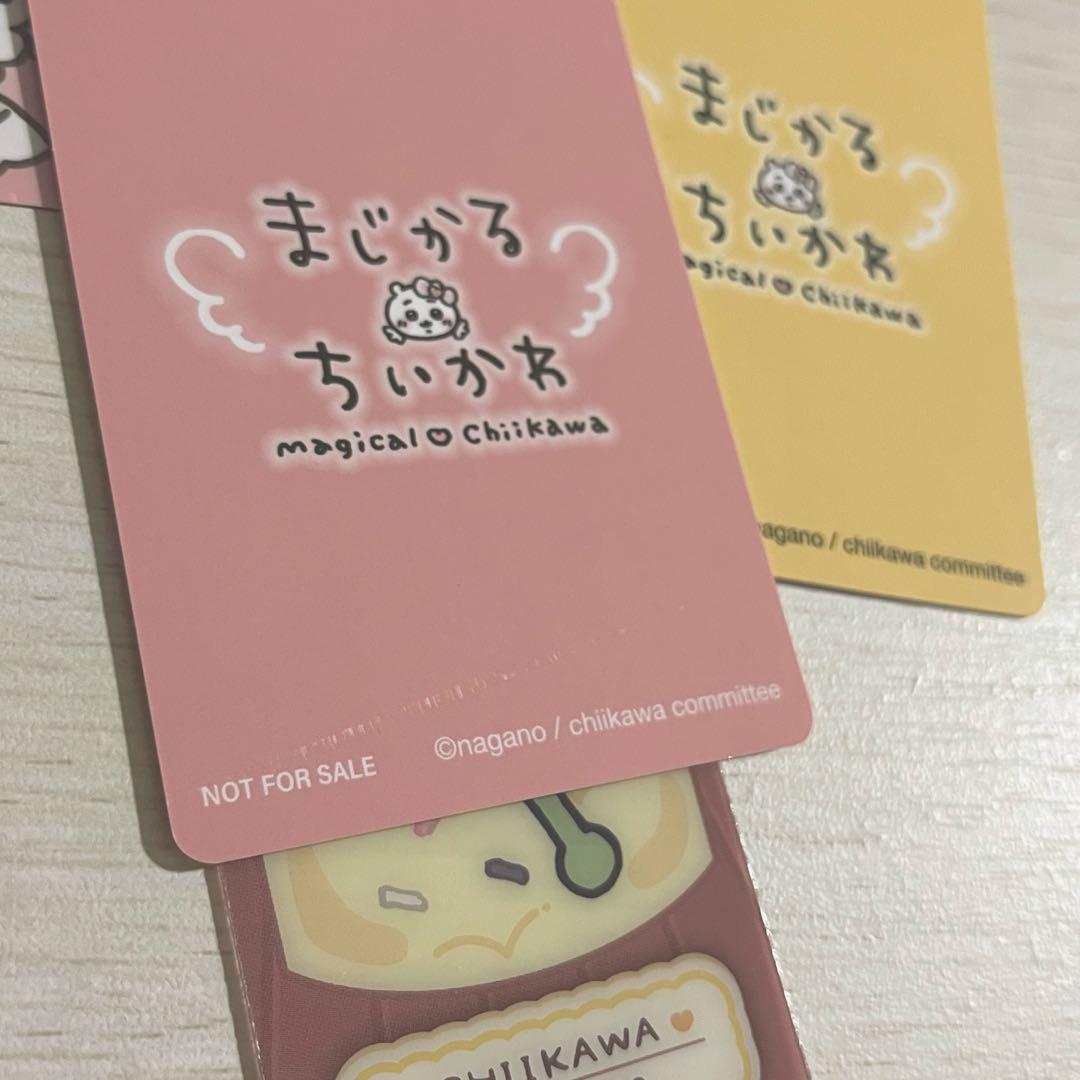 まじかる
ちいかわ
magical♡Chiikawa
NOT FOR SALE
©nagano / chiikawa committee
まじかる
ちいかわ
agical♡Chiikawa
agano / chiikawa committee
CHIIKAWA